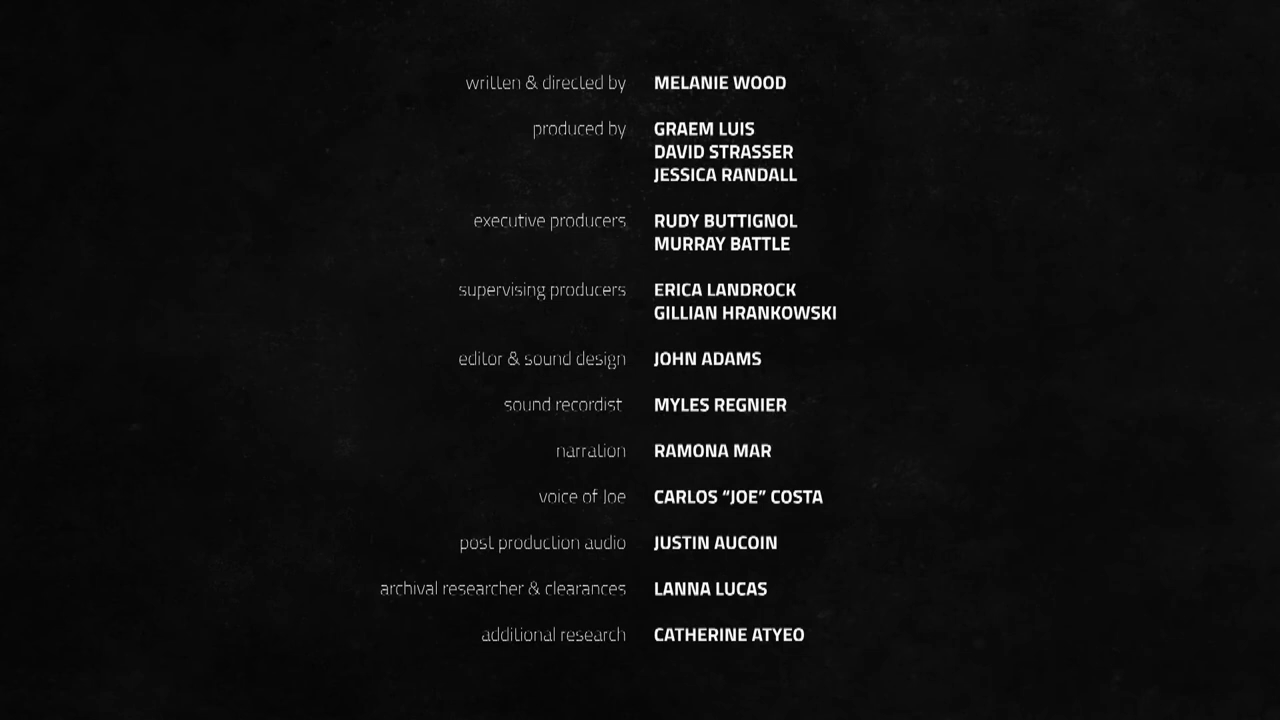 written & directed by MELANIE WOOD
produced by GRAEM LUIS
DAVID STRASSER
JESSICA RANDALL
executive producers RUDY BUTTIGNOL
MURRAY BATTLE
supervising producers ERICA LANDROCK
GILLIAN HRANKOWSKI
editor & sound design JOHN ADAMS
sound recordist MYLES REGNIER
narration RAMONA MAR
voice of Joe CARLOS “JOE” COSTA
post production audio JUSTIN AUCOIN
archival researcher & clearances LANNA LUCAS
additional research CATHERINE ATYEO